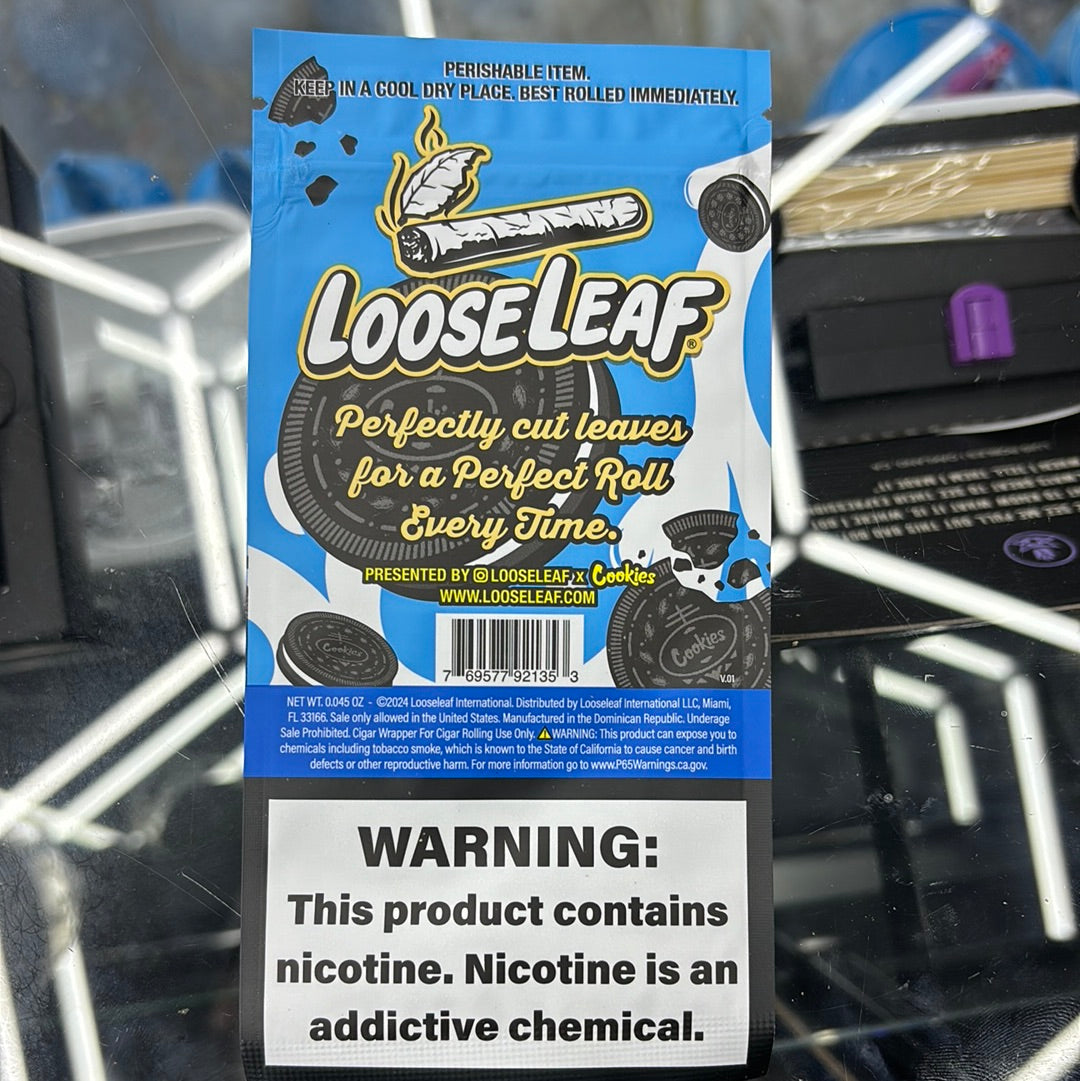 PERISHABLE ITEM.
KEEP IN A COOL DRY PLACE. BEST ROLLED IMMEDIATELY.
LOOSELEAF®
Perfectly cut leaves
for a Perfect Roll
Every Time.
PRESENTED BY LOOSELEAF x Cookies
WWW.LOOSELEAF.COM
Cookies
Cookies
7 69577 92135 3
V.01
NET WT. 0.045 OZ - ©2024 Looseleaf International. Distributed by Looseleaf International LLC, Miami,
FL 33166. Sale only allowed in the United States. Manufactured in the Dominican Republic. Underage
Sale Prohibited. Cigar Wrapper For Cigar Rolling Use Only. ⚠WARNING: This product can expose you to
chemicals including tobacco smoke, which is known to the State of California to cause cancer and birth
defects or other reproductive harm. For more information go to www.P65Warnings.ca.gov.
WARNING:
This product contains
nicotine. Nicotine is an
addictive chemical.